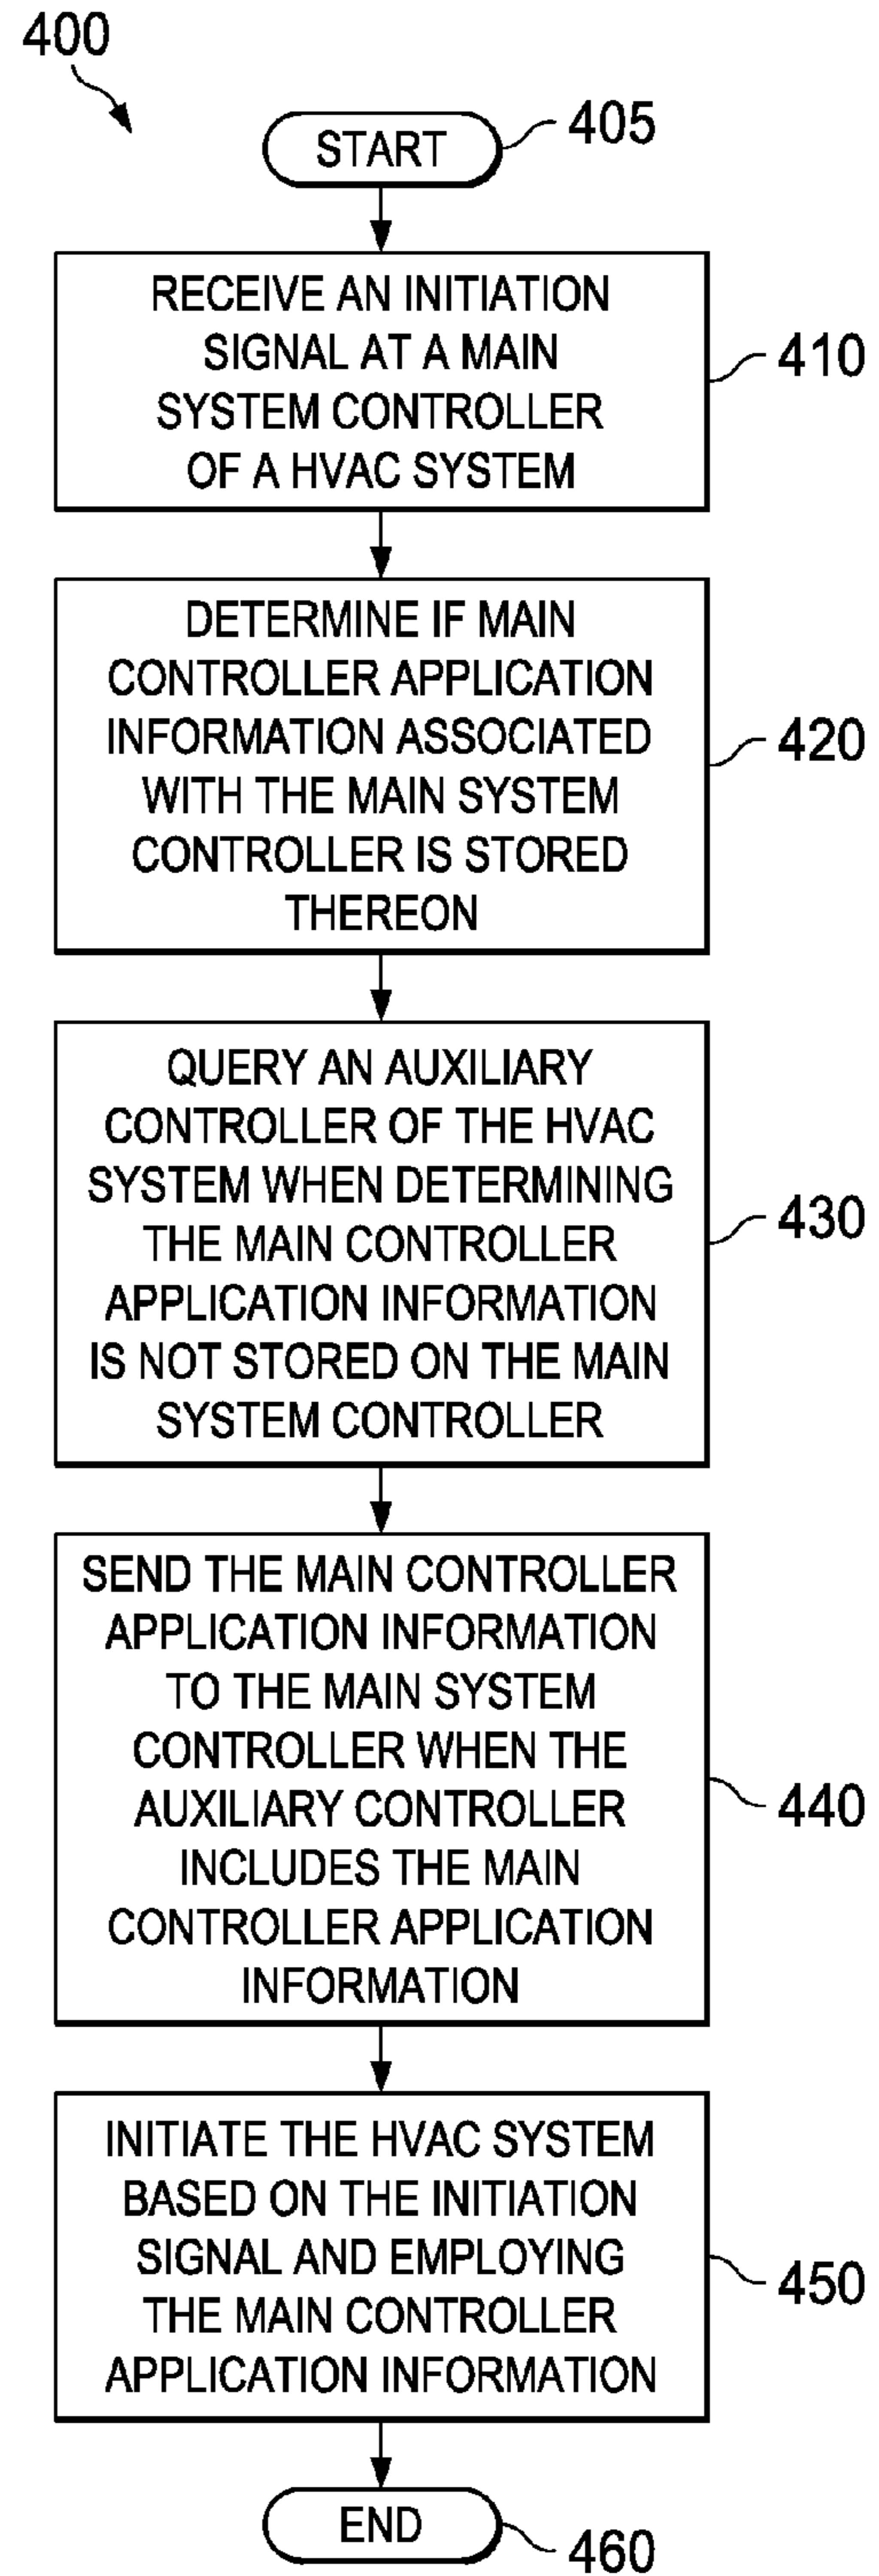 400
START
405
RECEIVE AN INITIATION
SIGNAL AT A MAIN
SYSTEM CONTROLLER
OF A HVAC SYSTEM
410
DETERMINE IF MAIN
CONTROLLER APPLICATION
INFORMATION ASSOCIATED
WITH THE MAIN SYSTEM
CONTROLLER IS STORED
THEREON
420
QUERY AN AUXILIARY
CONTROLLER OF THE HVAC
SYSTEM WHEN DETERMINING
THE MAIN CONTROLLER
APPLICATION INFORMATION
IS NOT STORED ON THE MAIN
SYSTEM CONTROLLER
430
SEND THE MAIN CONTROLLER
APPLICATION INFORMATION
TO THE MAIN SYSTEM
CONTROLLER WHEN THE
AUXILIARY CONTROLLER
INCLUDES THE MAIN
CONTROLLER APPLICATION
INFORMATION
440
INITIATE THE HVAC SYSTEM
BASED ON THE INITIATION
SIGNAL AND EMPLOYING
THE MAIN CONTROLLER
APPLICATION INFORMATION
450
END
460